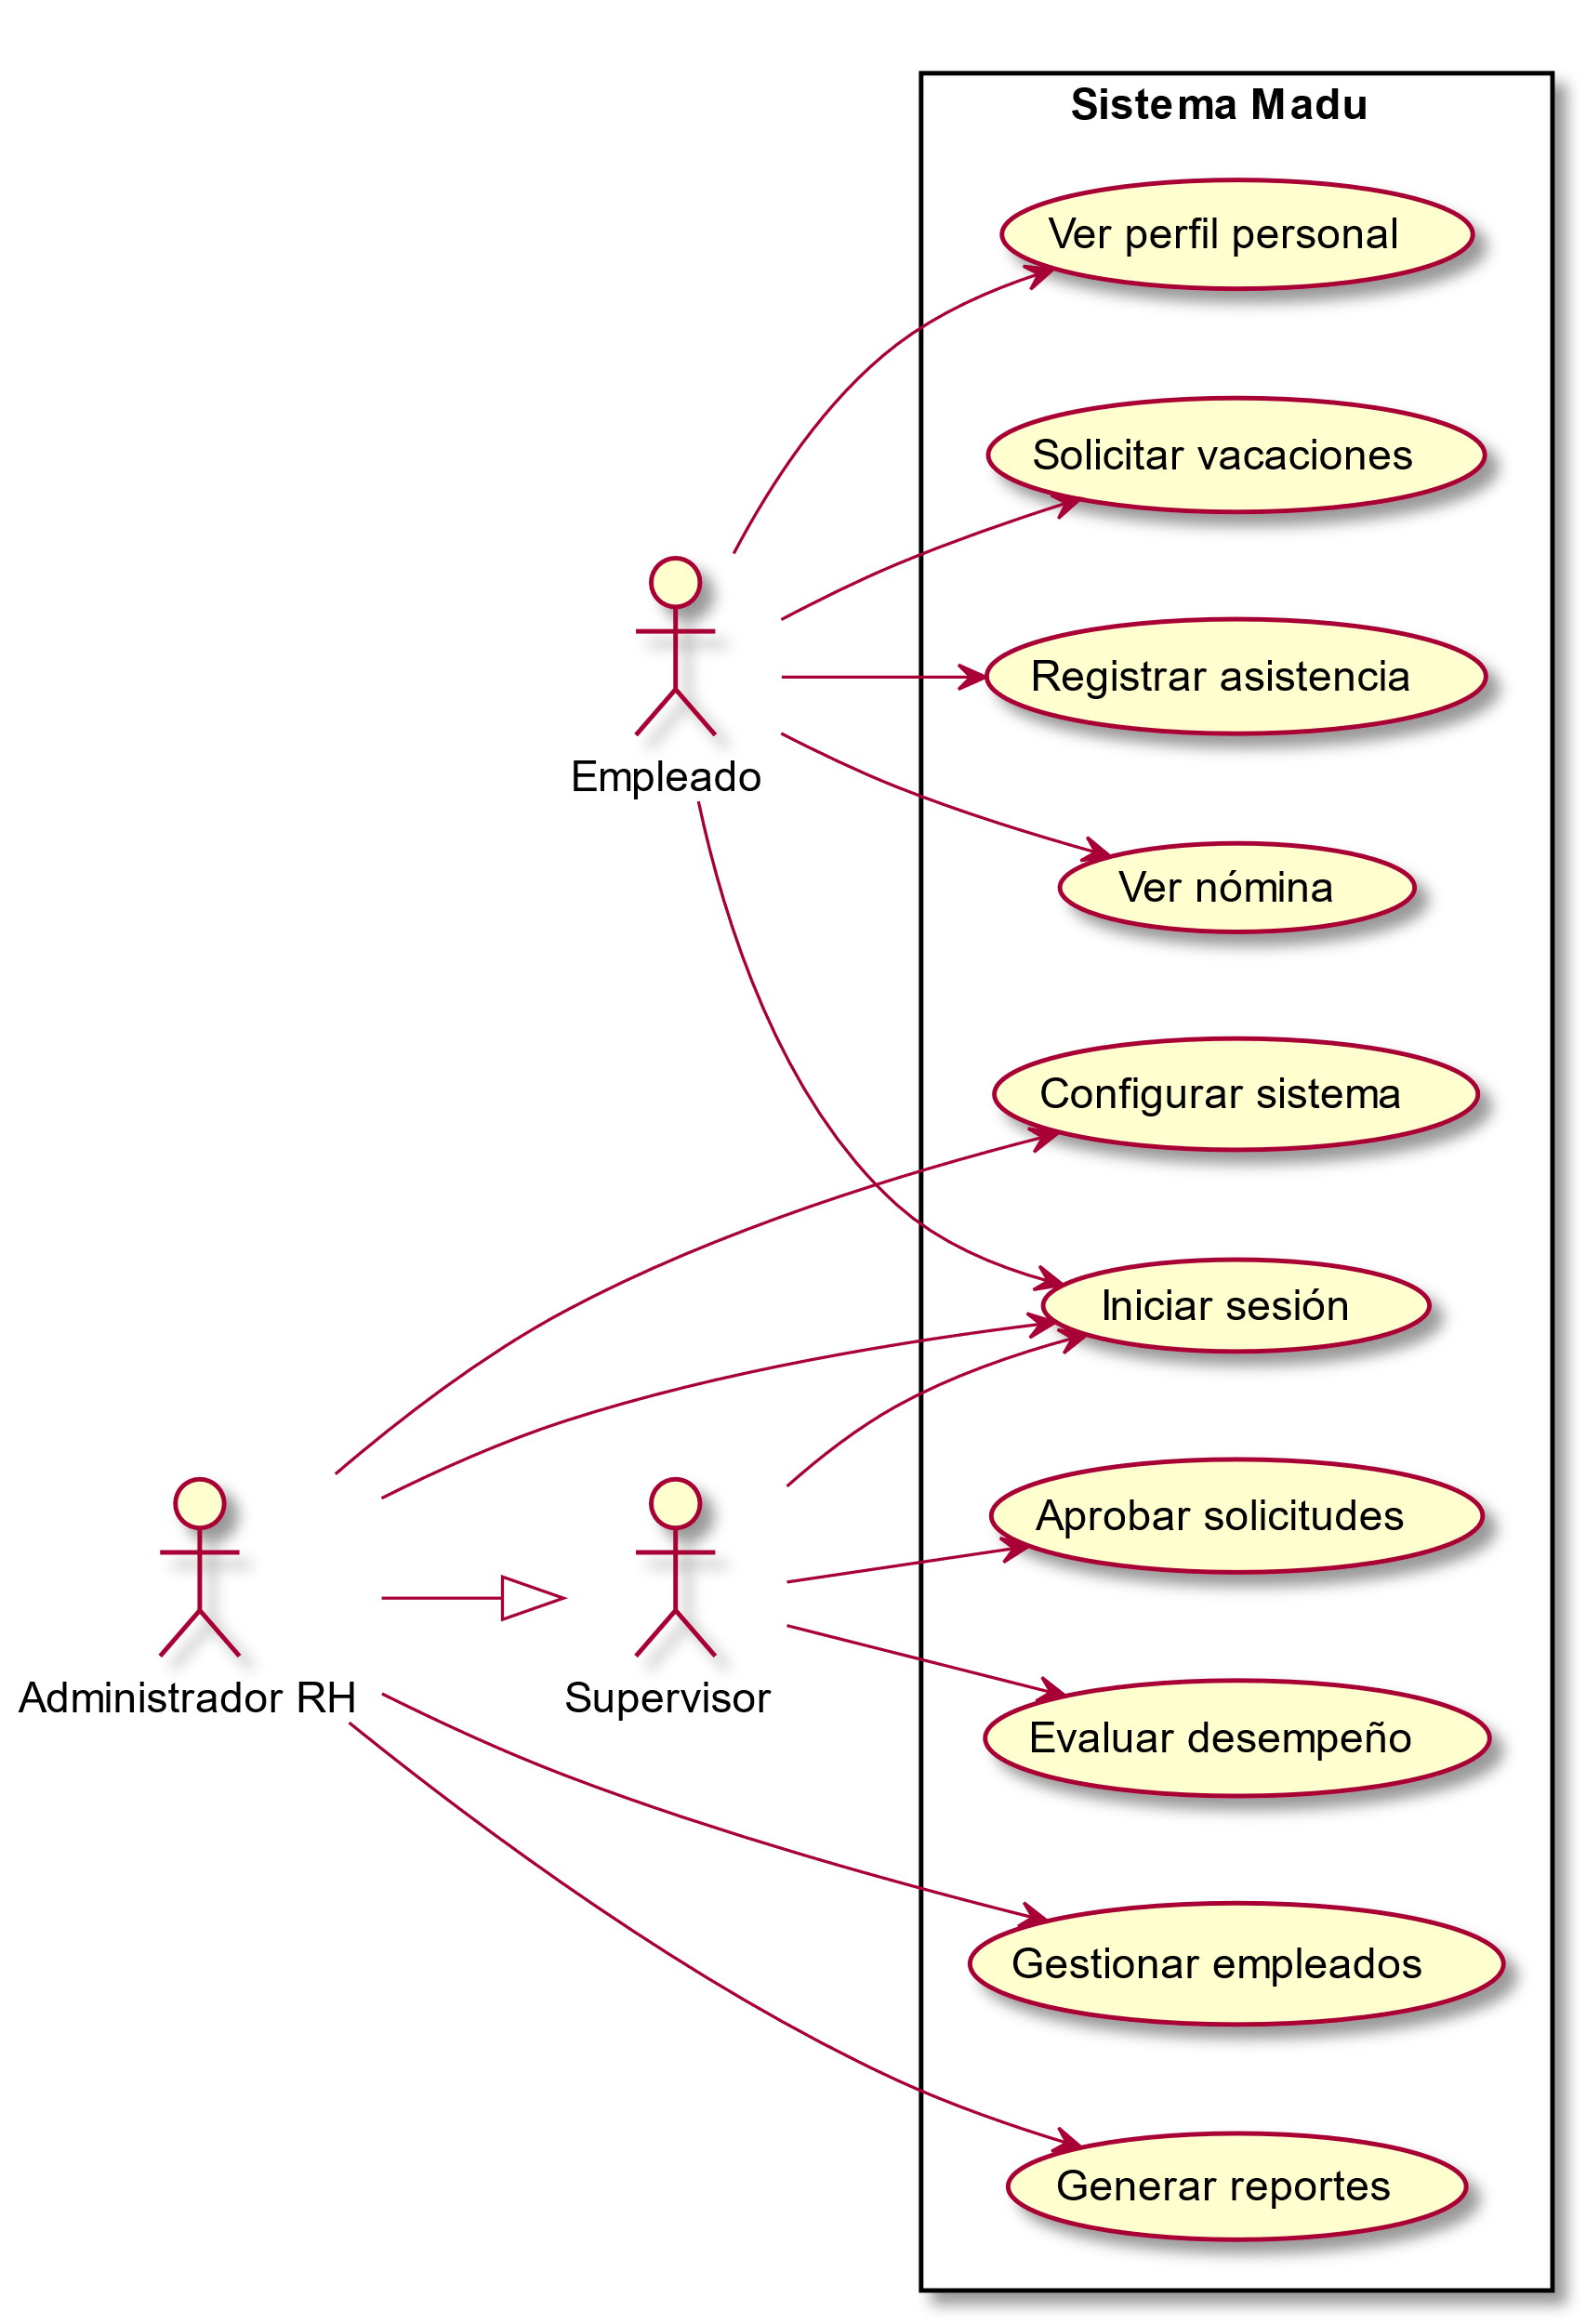 Sistema Madu
Ver perfil personal
Solicitar vacaciones
Registrar asistencia
Empleado
Ver nómina
Configurar sistema
Iniciar sesión
Aprobar solicitudes
Administrador RH
Supervisor
Evaluar desempeño
Gestionar empleados
Generar reportes